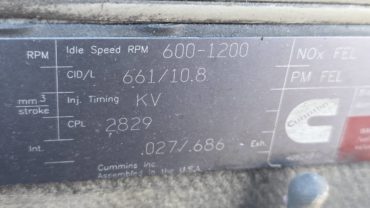 RPM Idle Speed RPM 600-1200 NOx FEL
CID/L 661/10.8 PM FEL
mm3 stroke Inj. Timing KV
CPL 2829
Int. .027/.686 Exh.
Cummins Inc.
Assembled in the U.S.A.
Cummins